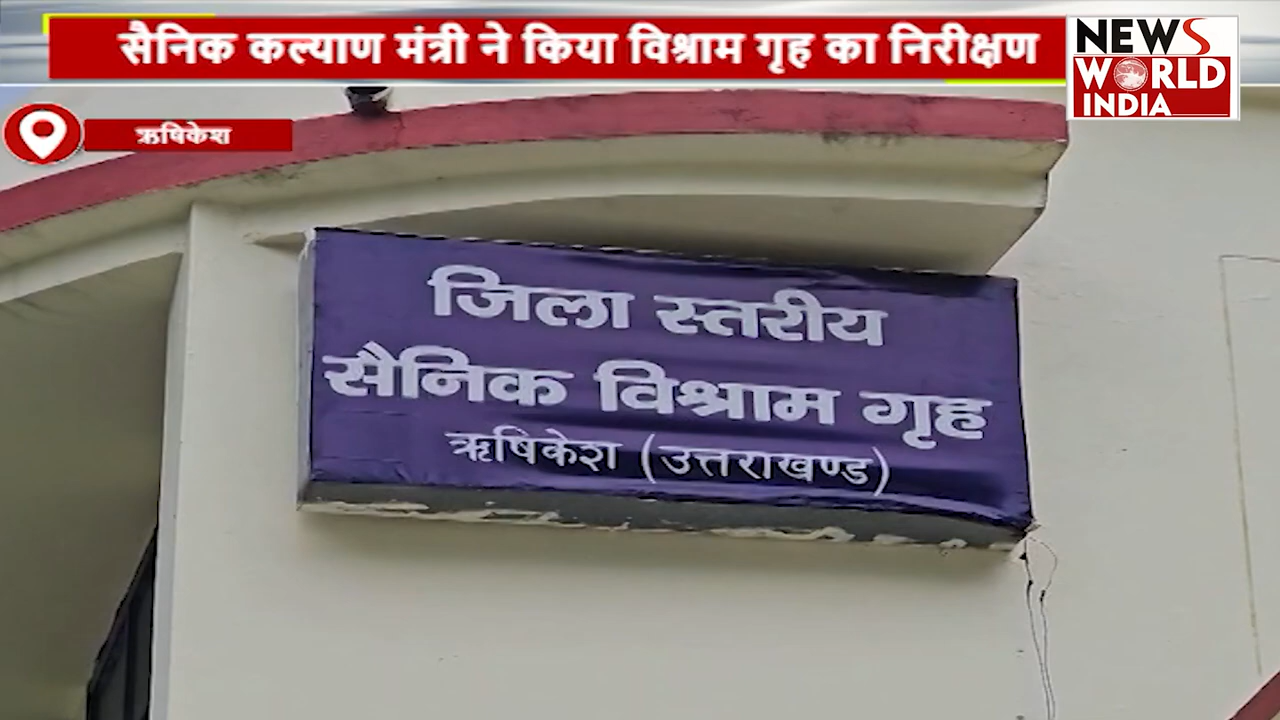 सैनिक कल्याण मंत्री ने किया विश्राम गृह का निरीक्षण
NEWS
WORLD
INDIA
ऋषिकेश
जिला स्तरीय
सैनिक विश्राम गृह
ऋषिकेश (उत्तराखण्ड)